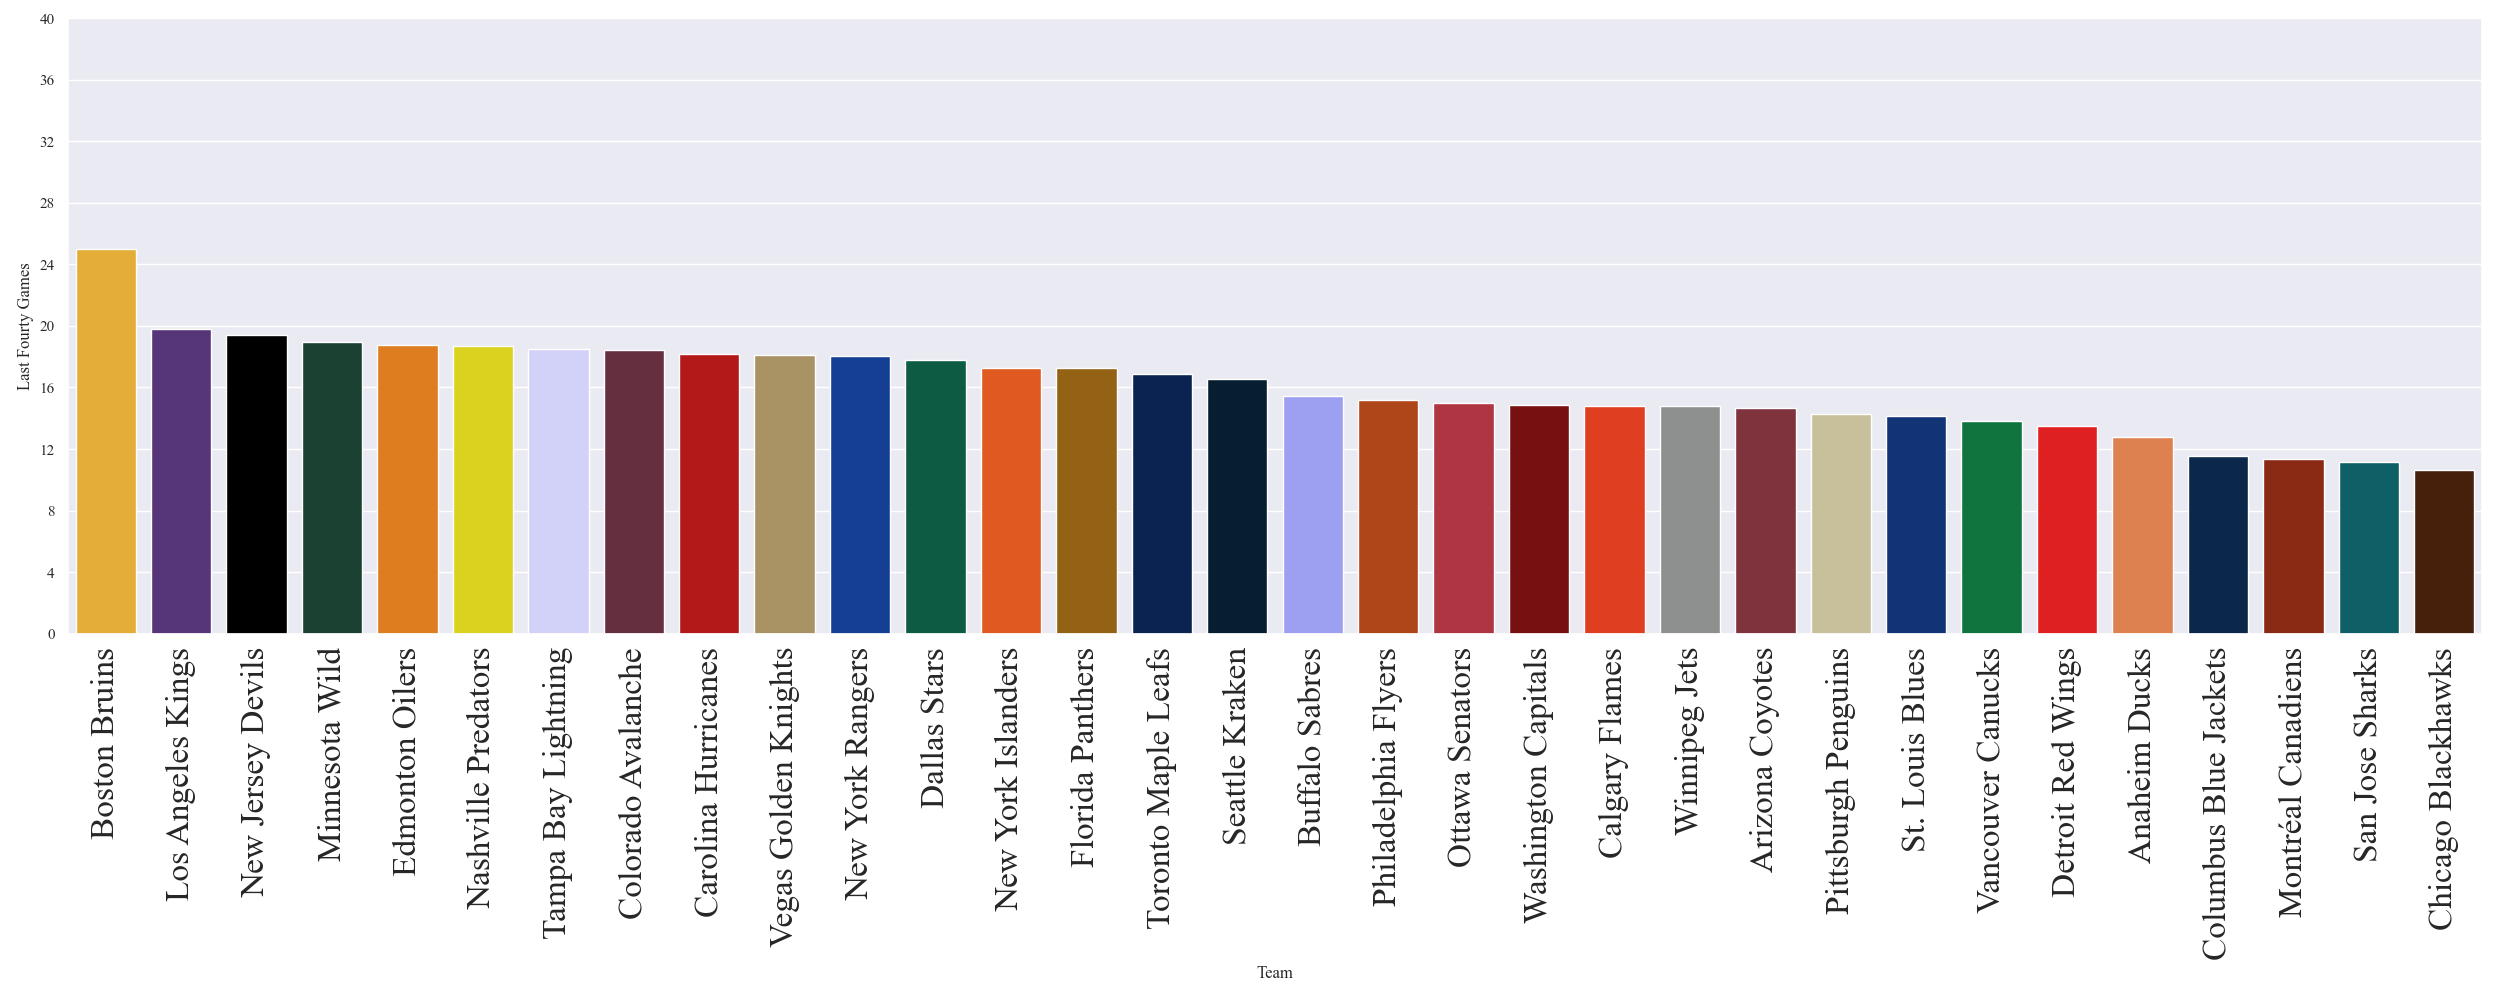 40
36
32
28
24
20
16
12
8
4
0
Last Fourty Games
Boston Bruins
Los Angeles Kings
New Jersey Devils
Minnesota Wild
Edmonton Oilers
Nashville Predators
Tampa Bay Lightning
Colorado Avalanche
Carolina Hurricanes
Vegas Golden Knights
New York Rangers
Dallas Stars
New York Islanders
Florida Panthers
Toronto Maple Leafs
Seattle Kraken
Buffalo Sabres
Philadelphia Flyers
Ottawa Senators
Washington Capitals
Calgary Flames
Winnipeg Jets
Arizona Coyotes
Pittsburgh Penguins
St. Louis Blues
Vancouver Canucks
Detroit Red Wings
Anaheim Ducks
Columbus Blue Jackets
Montréal Canadiens
San Jose Sharks
Chicago Blackhawks
Team